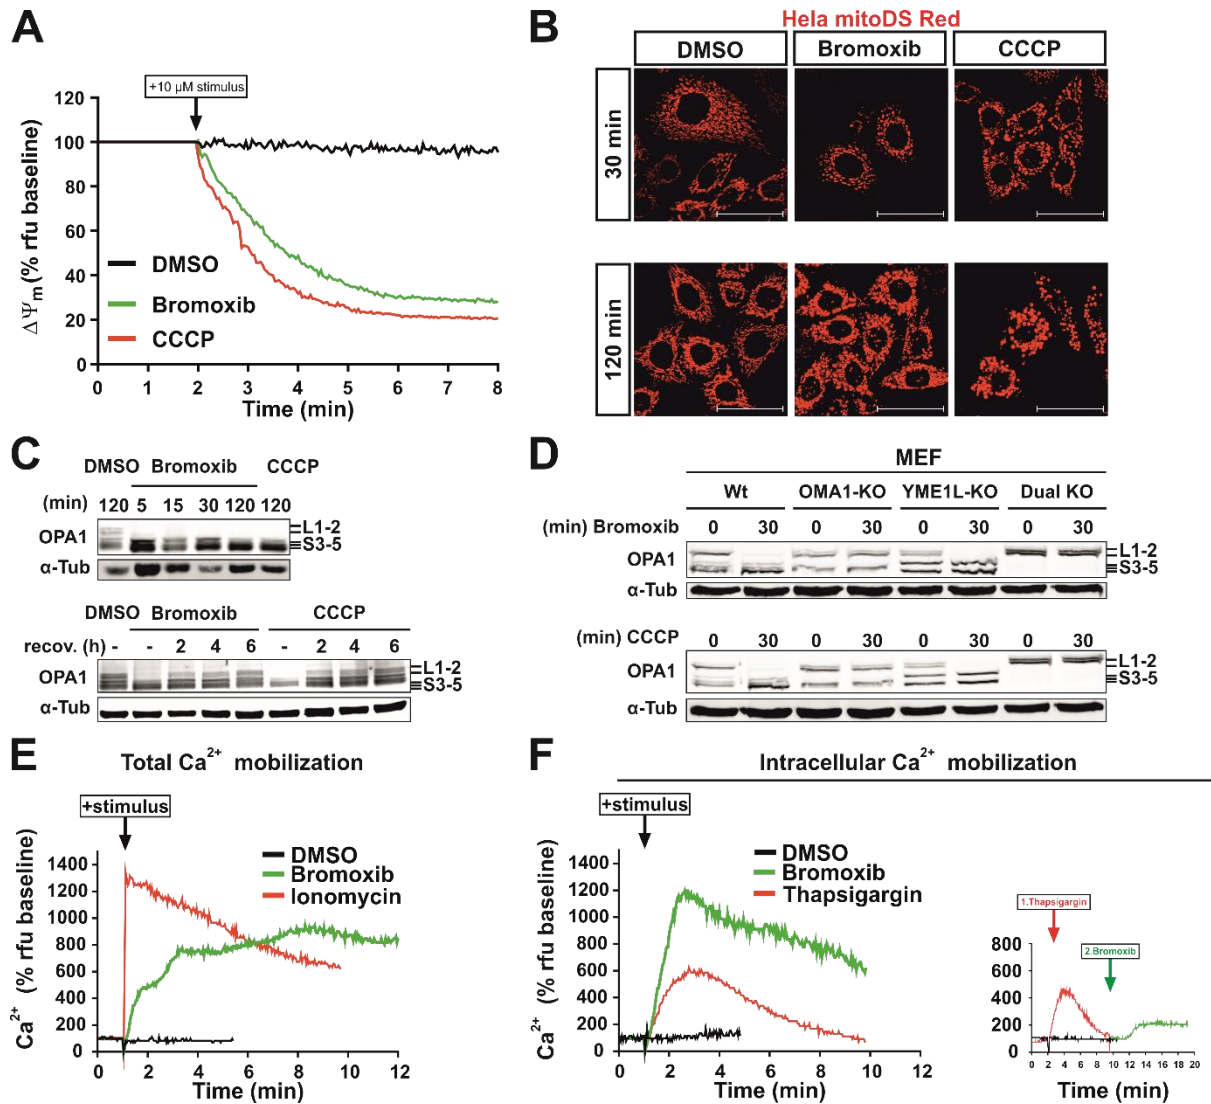 A
+10 µM stimulus
120
100
80
60
40
20
0
ΔΨm (% rfu baseline)
DMSO
Bromoxib
CCCP
0 1 2 3 4 5 6 7 8
Time (min)
B
Hela mitoDS Red
DMSO Bromoxib CCCP
30 min
120 min
C
DMSO Bromoxib CCCP
(min) 120 5 15 30 120 120
OPA1 L1-2
S3-5
α-Tub
DMSO Bromoxib CCCP
recov. (h) - - 2 4 6 - 2 4 6
OPA1 L1-2
S3-5
α-Tub
D
MEF
Wt OMA1-KO YME1L-KO Dual KO
(min) Bromoxib 0 30 0 30 0 30 0 30
OPA1 L1-2
S3-5
α-Tub
(min) CCCP 0 30 0 30 0 30 0 30
OPA1 L1-2
S3-5
α-Tub
E
Total Ca²⁺ mobilization
+stimulus
1400
1200
1000
800
600
400
200
0
Ca²⁺ (% rfu baseline)
DMSO
Bromoxib
Ionomycin
0 2 4 6 8 10 12
Time (min)
F
Intracellular Ca²⁺ mobilization
+stimulus
1400
1200
1000
800
600
400
200
0
Ca²⁺ (% rfu baseline)
DMSO
Bromoxib
Thapsigargin
0 2 4 6 8 10 12
Time (min)
1.Thapsigargin
2.Bromoxib
800
600
400
200
0
0 2 4 6 8 10 12 14 16 18 20
Time (min)